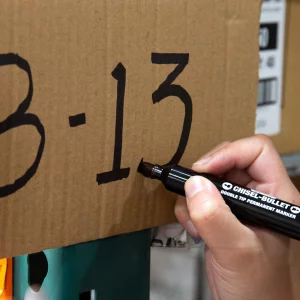 3-13
CHISEL-BULLET
DOUBLE TIP PERMANENT MARKER